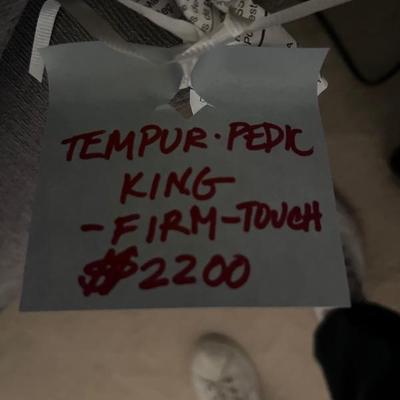 TEMPUR·PEDIC
KING
-FIRM-TOUCH
$2200